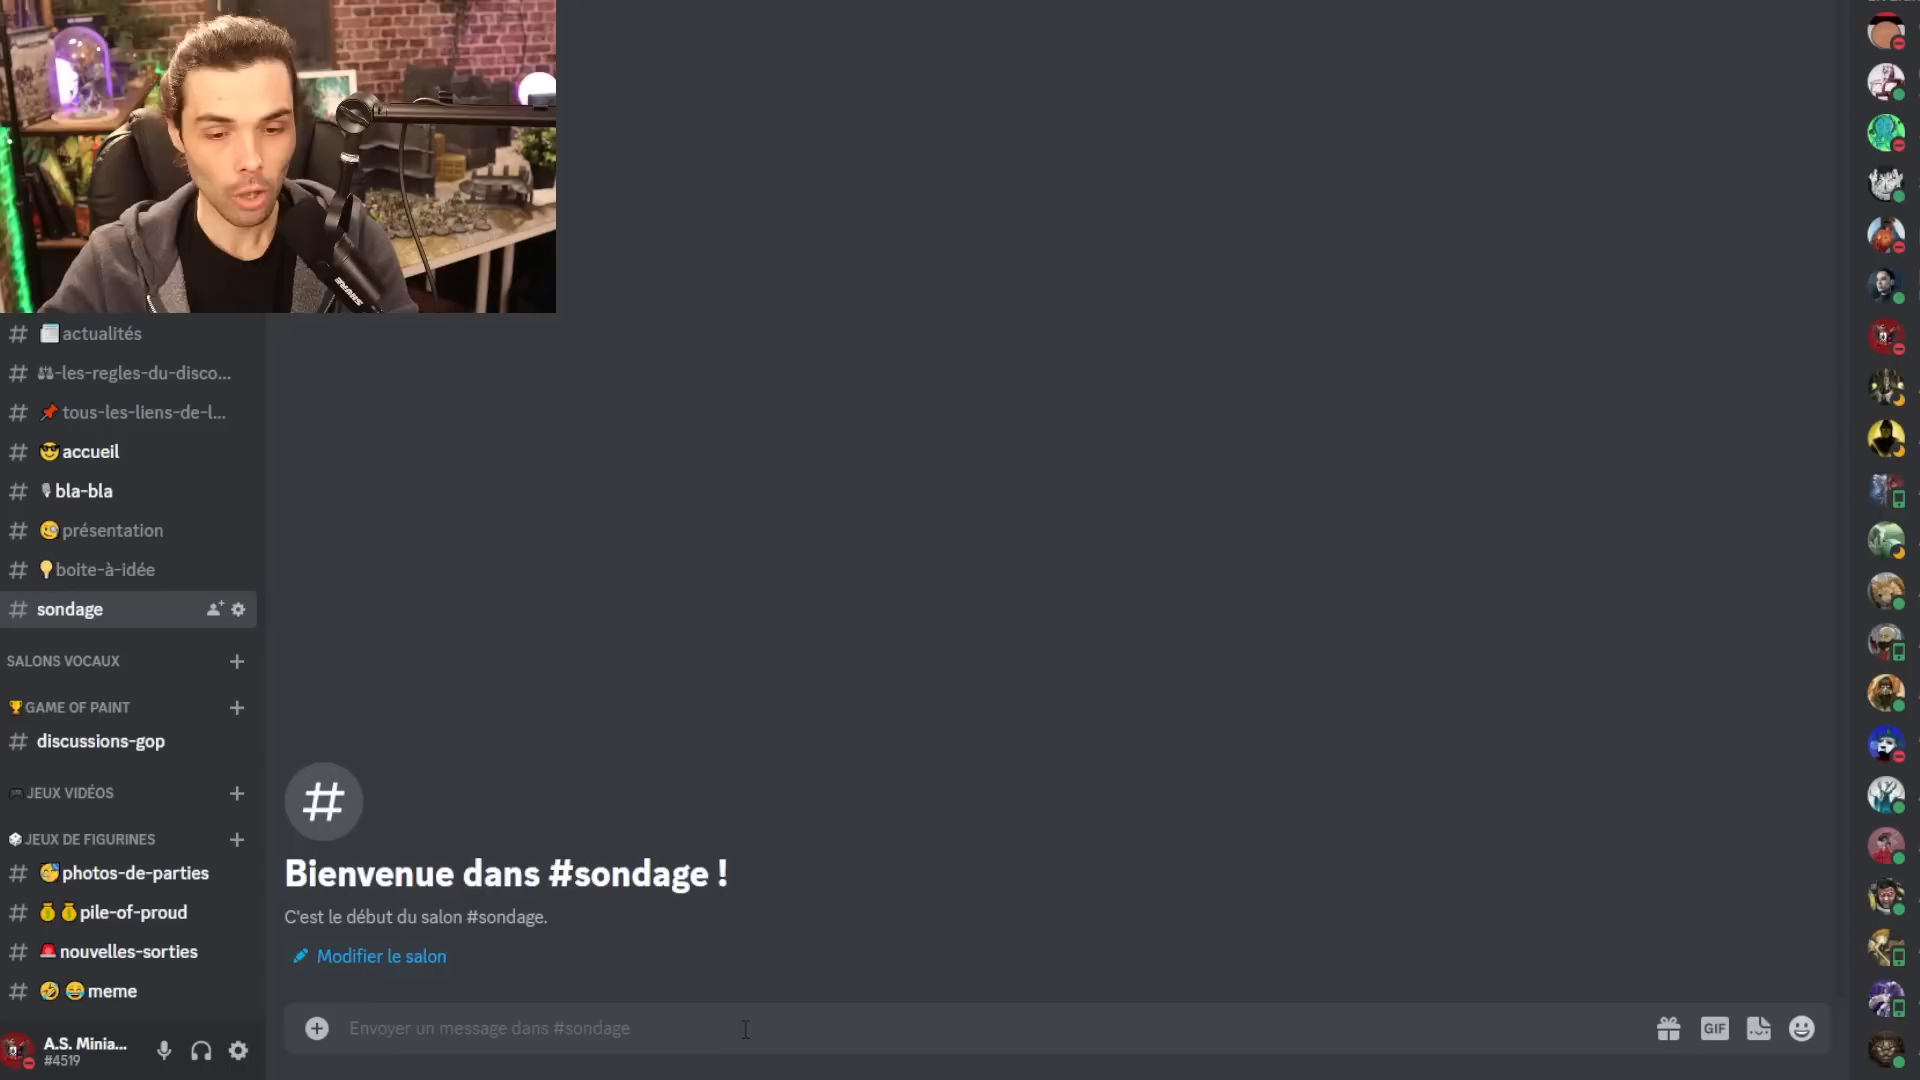 SHURE
actualités
-les-regles-du-disco...
tous-les-liens-de-l...
accueil
bla-bla
présentation
boite-à-idée
sondage
SALONS VOCAUX
GAME OF PAINT
discussions-gop
JEUX VIDÉOS
JEUX DE FIGURINES
photos-de-parties
pile-of-proud
nouvelles-sorties
meme
A.S. Minia...
#4519
Bienvenue dans #sondage !
C'est le début du salon #sondage.
Modifier le salon
Envoyer un message dans #sondage
GIF